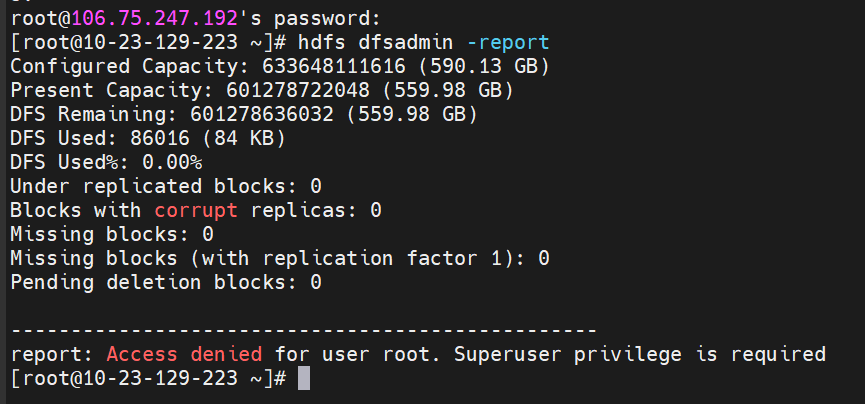 root@106.75.247.192's password:
[root@10-23-129-223 ~]# hdfs dfsadmin -report
Configured Capacity: 633648111616 (590.13 GB)
Present Capacity: 601278722048 (559.98 GB)
DFS Remaining: 601278636032 (559.98 GB)
DFS Used: 86016 (84 KB)
DFS Used%: 0.00%
Under replicated blocks: 0
Blocks with corrupt replicas: 0
Missing blocks: 0
Missing blocks (with replication factor 1): 0
Pending deletion blocks: 0
-------------------------------------------------
report: Access denied for user root. Superuser privilege is required
[root@10-23-129-223 ~]#